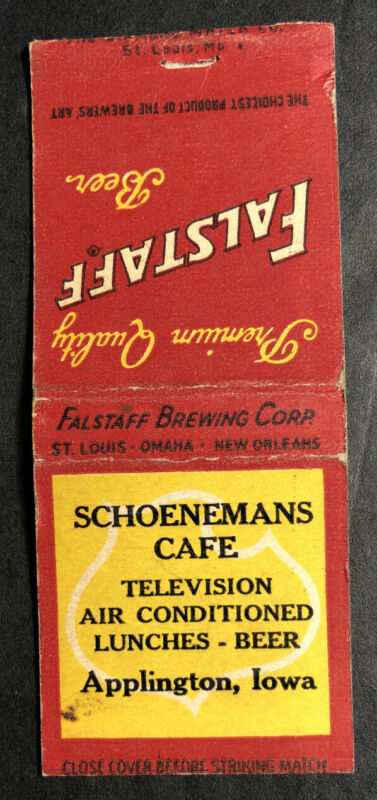 St. Louis, Mo.
THE CHOICEST PRODUCT OF THE BREWERS' ART
Premium Quality
FALSTAFF®
Beer
FALSTAFF BREWING CORP.
ST. LOUIS - OMAHA - NEW ORLEANS
SCHOENEMANS
CAFE
TELEVISION
AIR CONDITIONED
LUNCHES - BEER
Applington, Iowa
CLOSE COVER BEFORE STRIKING MATCH